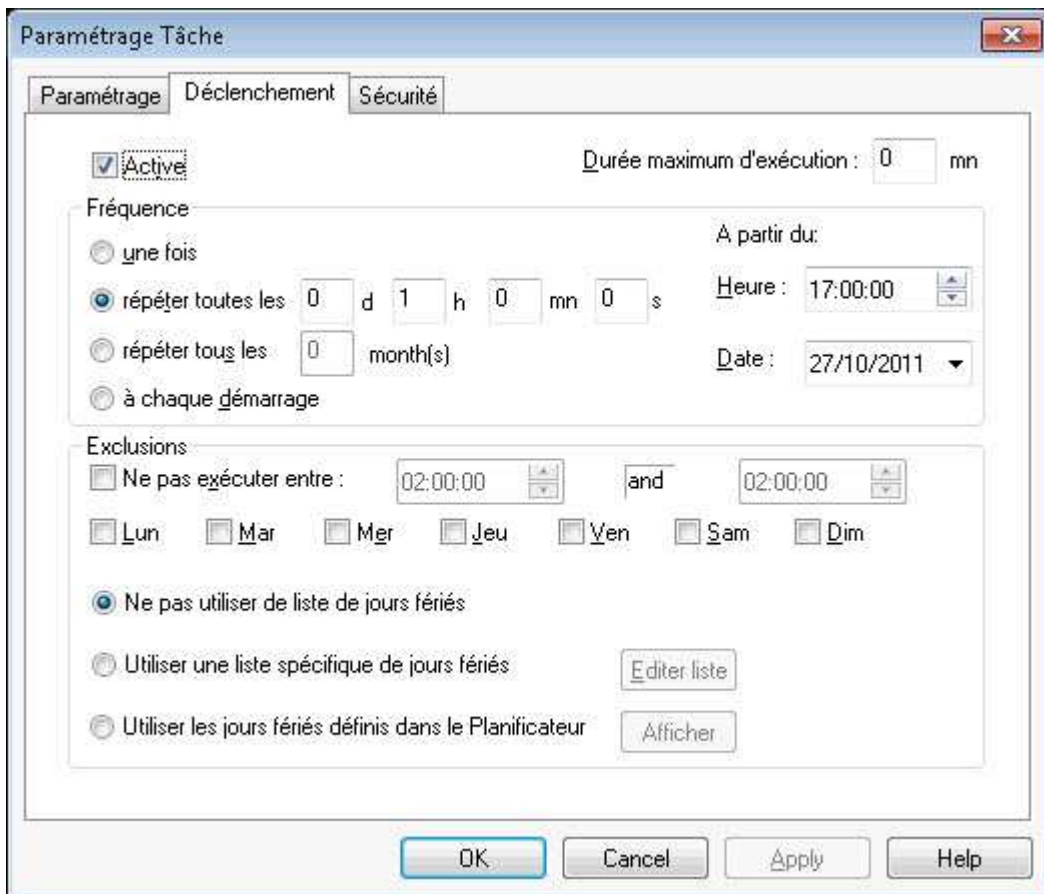 Paramétrage Tâche
Paramétrage Déclenchement Sécurité
Active Durée maximum d'exécution : 0 mn
Fréquence
A partir du:
une fois
répéter toutes les 0 d 1 h 0 mn 0 s Heure : 17:00:00
répéter tous les 0 month(s) Date : 27/10/2011
à chaque démarrage
Exclusions
Ne pas exécuter entre : 02:00:00 and 02:00:00
Lun Mar Mer Jeu Ven Sam Dim
Ne pas utiliser de liste de jours fériés
Utiliser une liste spécifique de jours fériés Editer liste
Utiliser les jours fériés définis dans le Planificateur Afficher
OK Cancel Apply Help